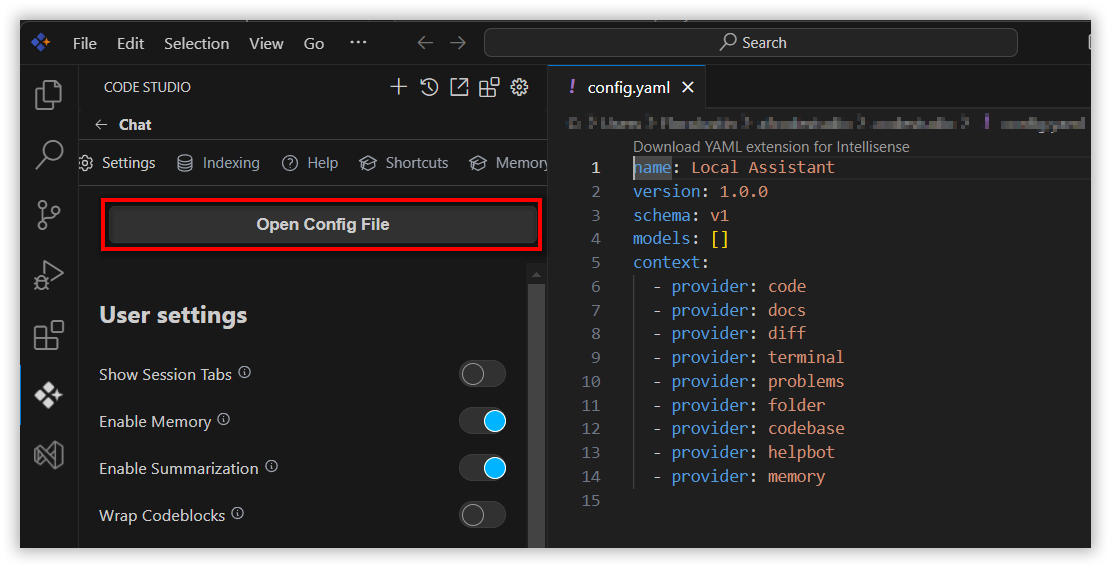 File Edit Selection View Go ··· Search
CODE STUDIO
Chat
Settings Indexing Help Shortcuts Memory
Open Config File
User settings
Show Session Tabs
Enable Memory
Enable Summarization
Wrap Codeblocks
config.yaml
Download YAML extension for Intellisense
1 name: Local Assistant
2 version: 1.0.0
3 schema: v1
4 models: []
5 context:
6 - provider: code
7 - provider: docs
8 - provider: diff
9 - provider: terminal
10 - provider: problems
11 - provider: folder
12 - provider: codebase
13 - provider: helpbot
14 - provider: memory
15